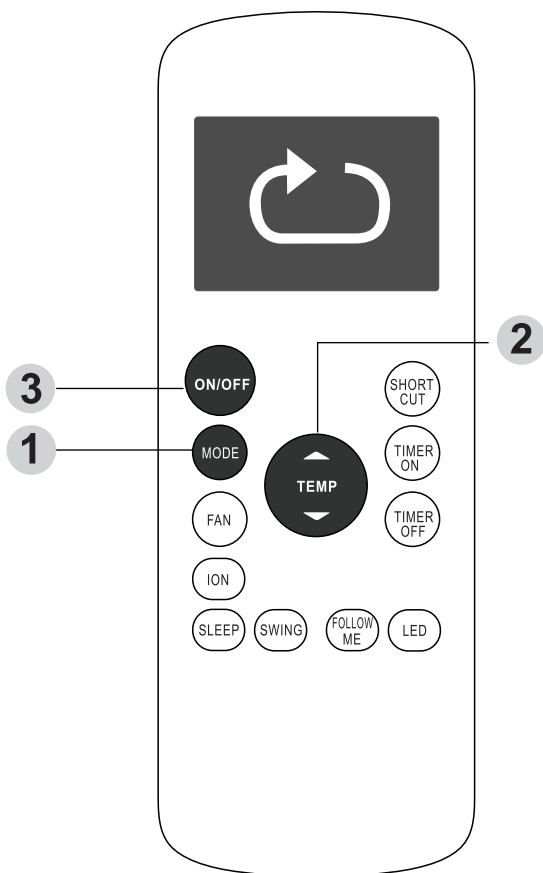 2
3
ON/OFF
SHORT
CUT
1
MODE
TEMP
TIMER
ON
FAN
TIMER
OFF
ION
SLEEP
SWING
FOLLOW
ME
LED